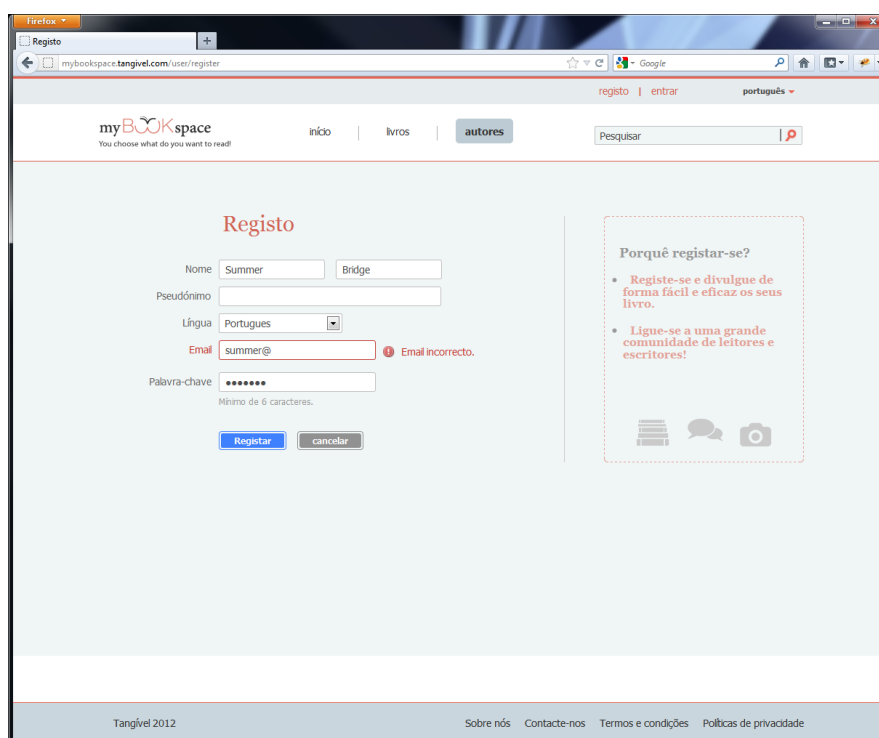 Firefox
Registo
mybookspace.tangivel.com/user/register
Google
registo | entrar
português
myBOOKspace
You choose what do you want to read!
início
livros
autores
Pesquisar
Registo
Nome Summer Bridge
Pseudónimo
Língua Portugues
Email summer@ Email incorrecto.
Palavra-chave •••••••
Mínimo de 6 caracteres.
Registar cancelar
Porquê registar-se?
• Registe-se e divulgue de
forma fácil e eficaz os seus
livro.
• Ligue-se a uma grande
comunidade de leitores e
escritores!
Tangível 2012
Sobre nós Contacte-nos Termos e condições Políticas de privacidade